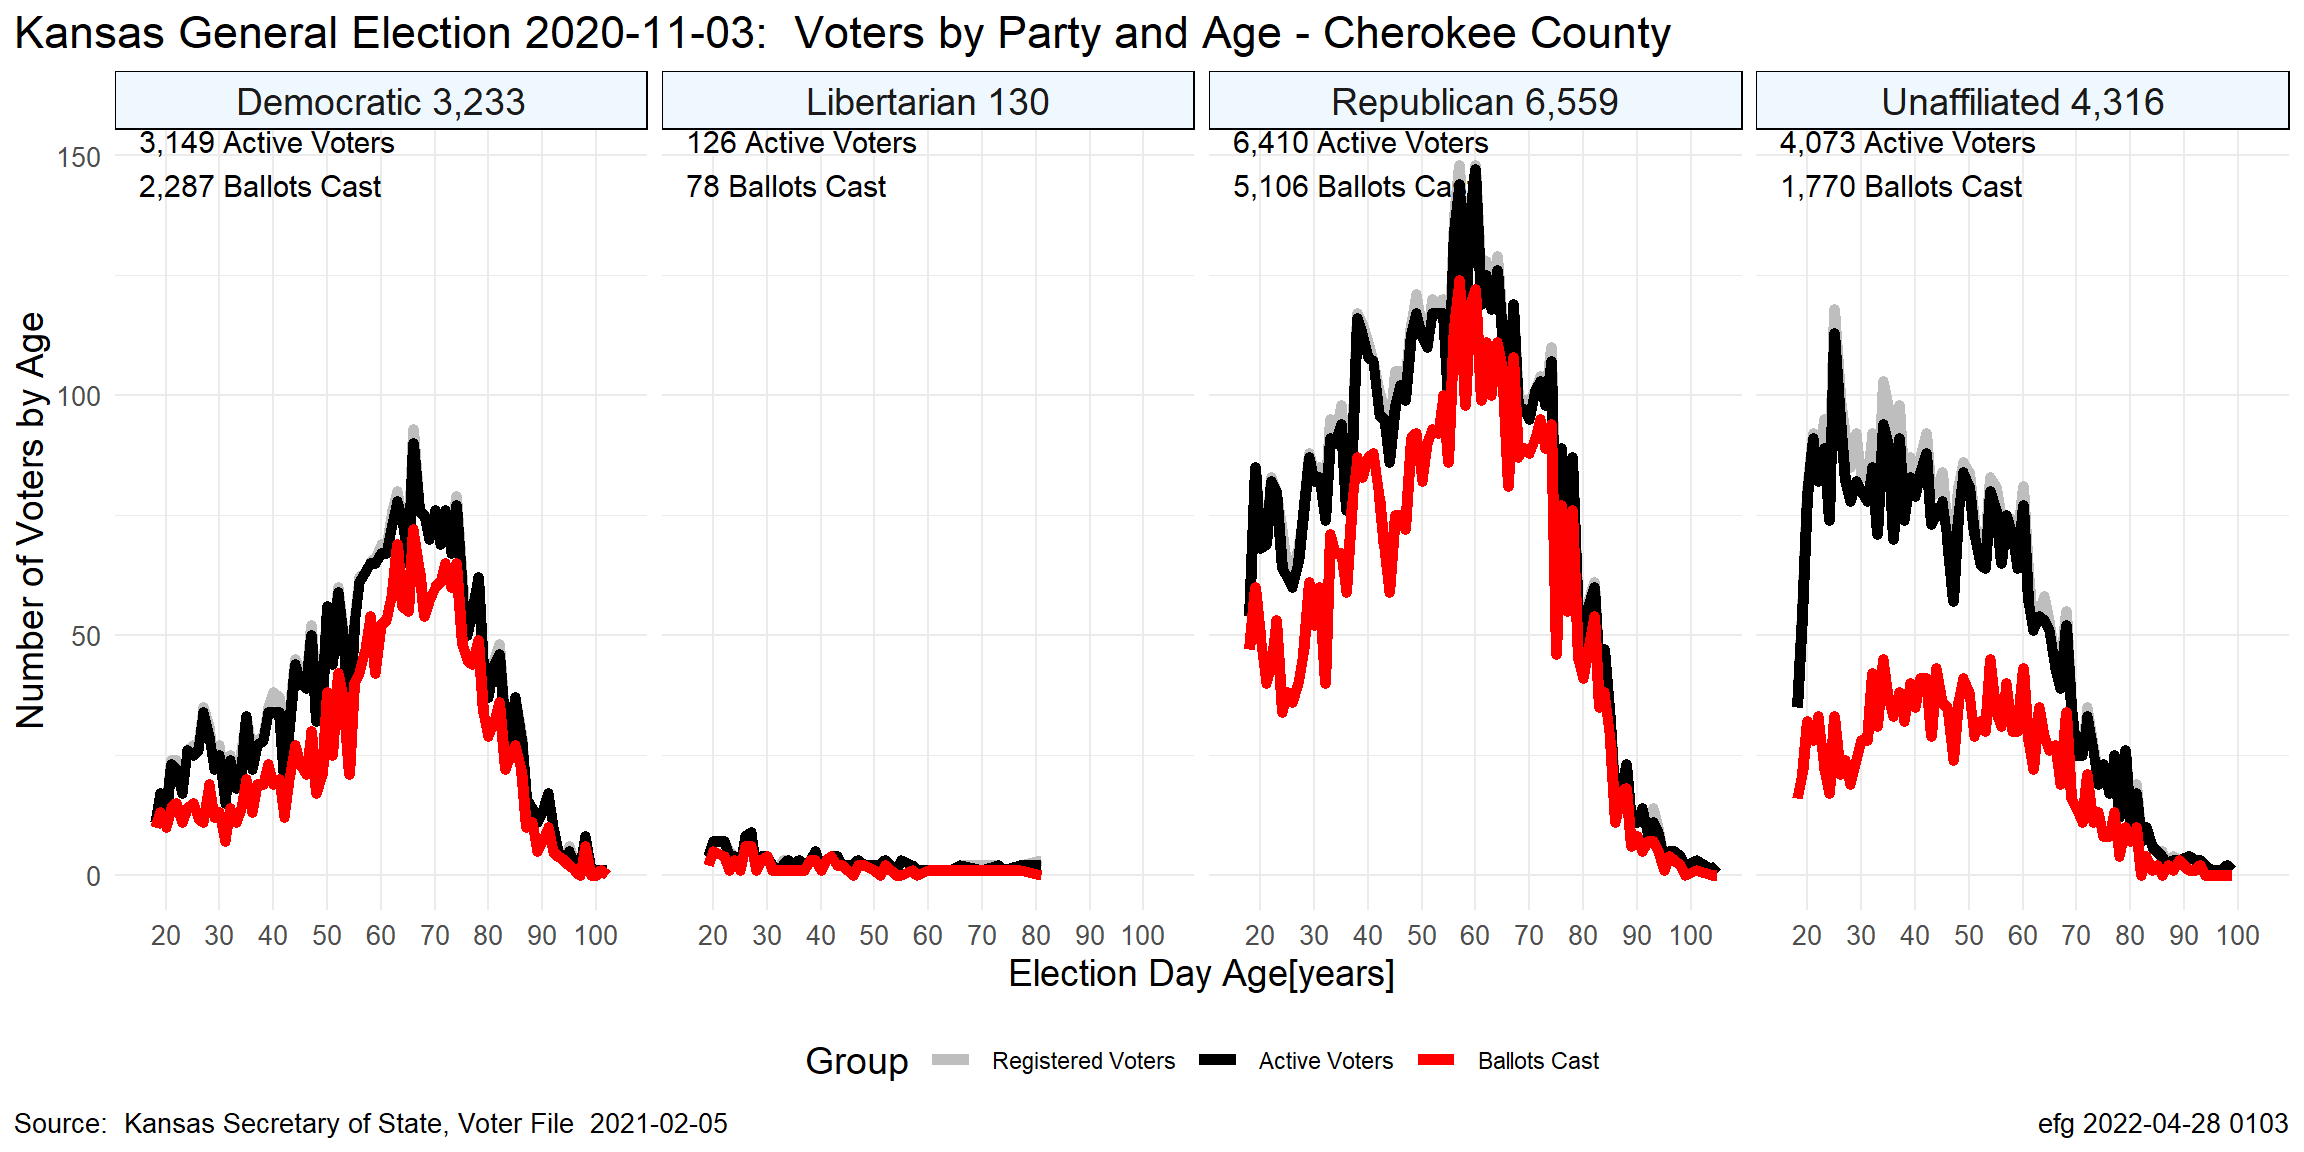 Kansas General Election 2020-11-03:  Voters by Party and Age - Cherokee County
Democratic 3,233
Libertarian 130
Republican 6,559
Unaffiliated 4,316
3,149 Active Voters
2,287 Ballots Cast
126 Active Voters
78 Ballots Cast
6,410 Active Voters
5,106 Ballots Cast
4,073 Active Voters
1,770 Ballots Cast
Number of Voters by Age
150
100
50
0
20 30 40 50 60 70 80 90 100
20 30 40 50 60 70 80 90 100
20 30 40 50 60 70 80 90 100
20 30 40 50 60 70 80 90 100
Election Day Age[years]
Group Registered Voters Active Voters Ballots Cast
Source:  Kansas Secretary of State, Voter File  2021-02-05
efg 2022-04-28 0103